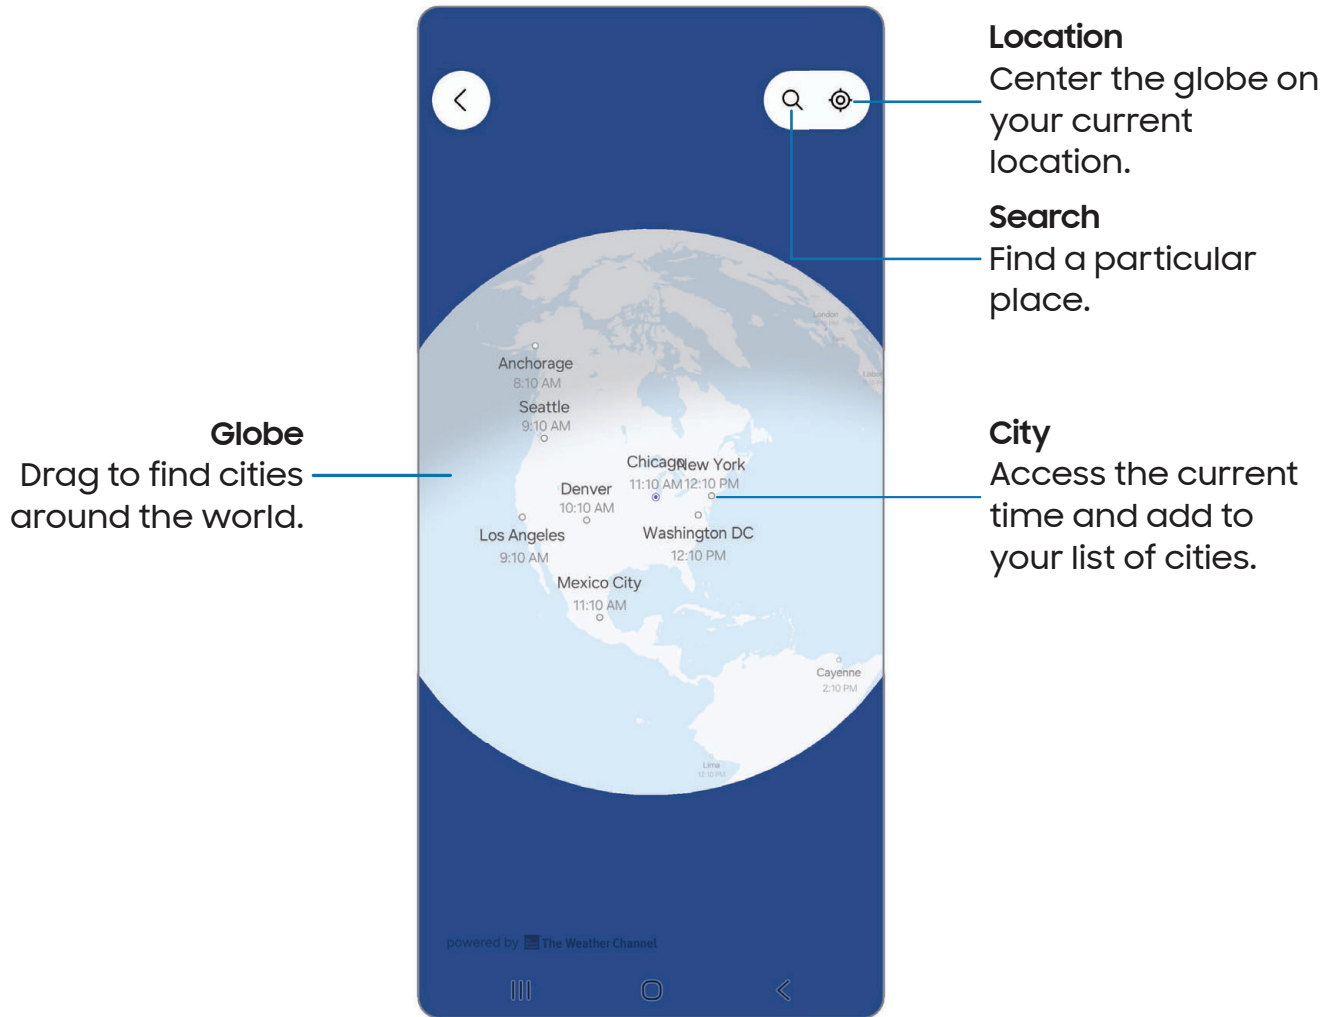 Location
Center the globe on
your current
location.
Search
Find a particular
place.
London
Anchorage
8:10 AM
Seattle
9:10 AM
Globe
Drag to find cities
around the world.
City
Access the current
time and add to
your list of cities.
Chicago
11:10 AM
New York
12:10 PM
Denver
10:10 AM
Los Angeles
9:10 AM
Washington DC
12:10 PM
Mexico City
11:10 AM
Cayenne
2:10 PM
Lima
12:10 PM
powered by The Weather Channel